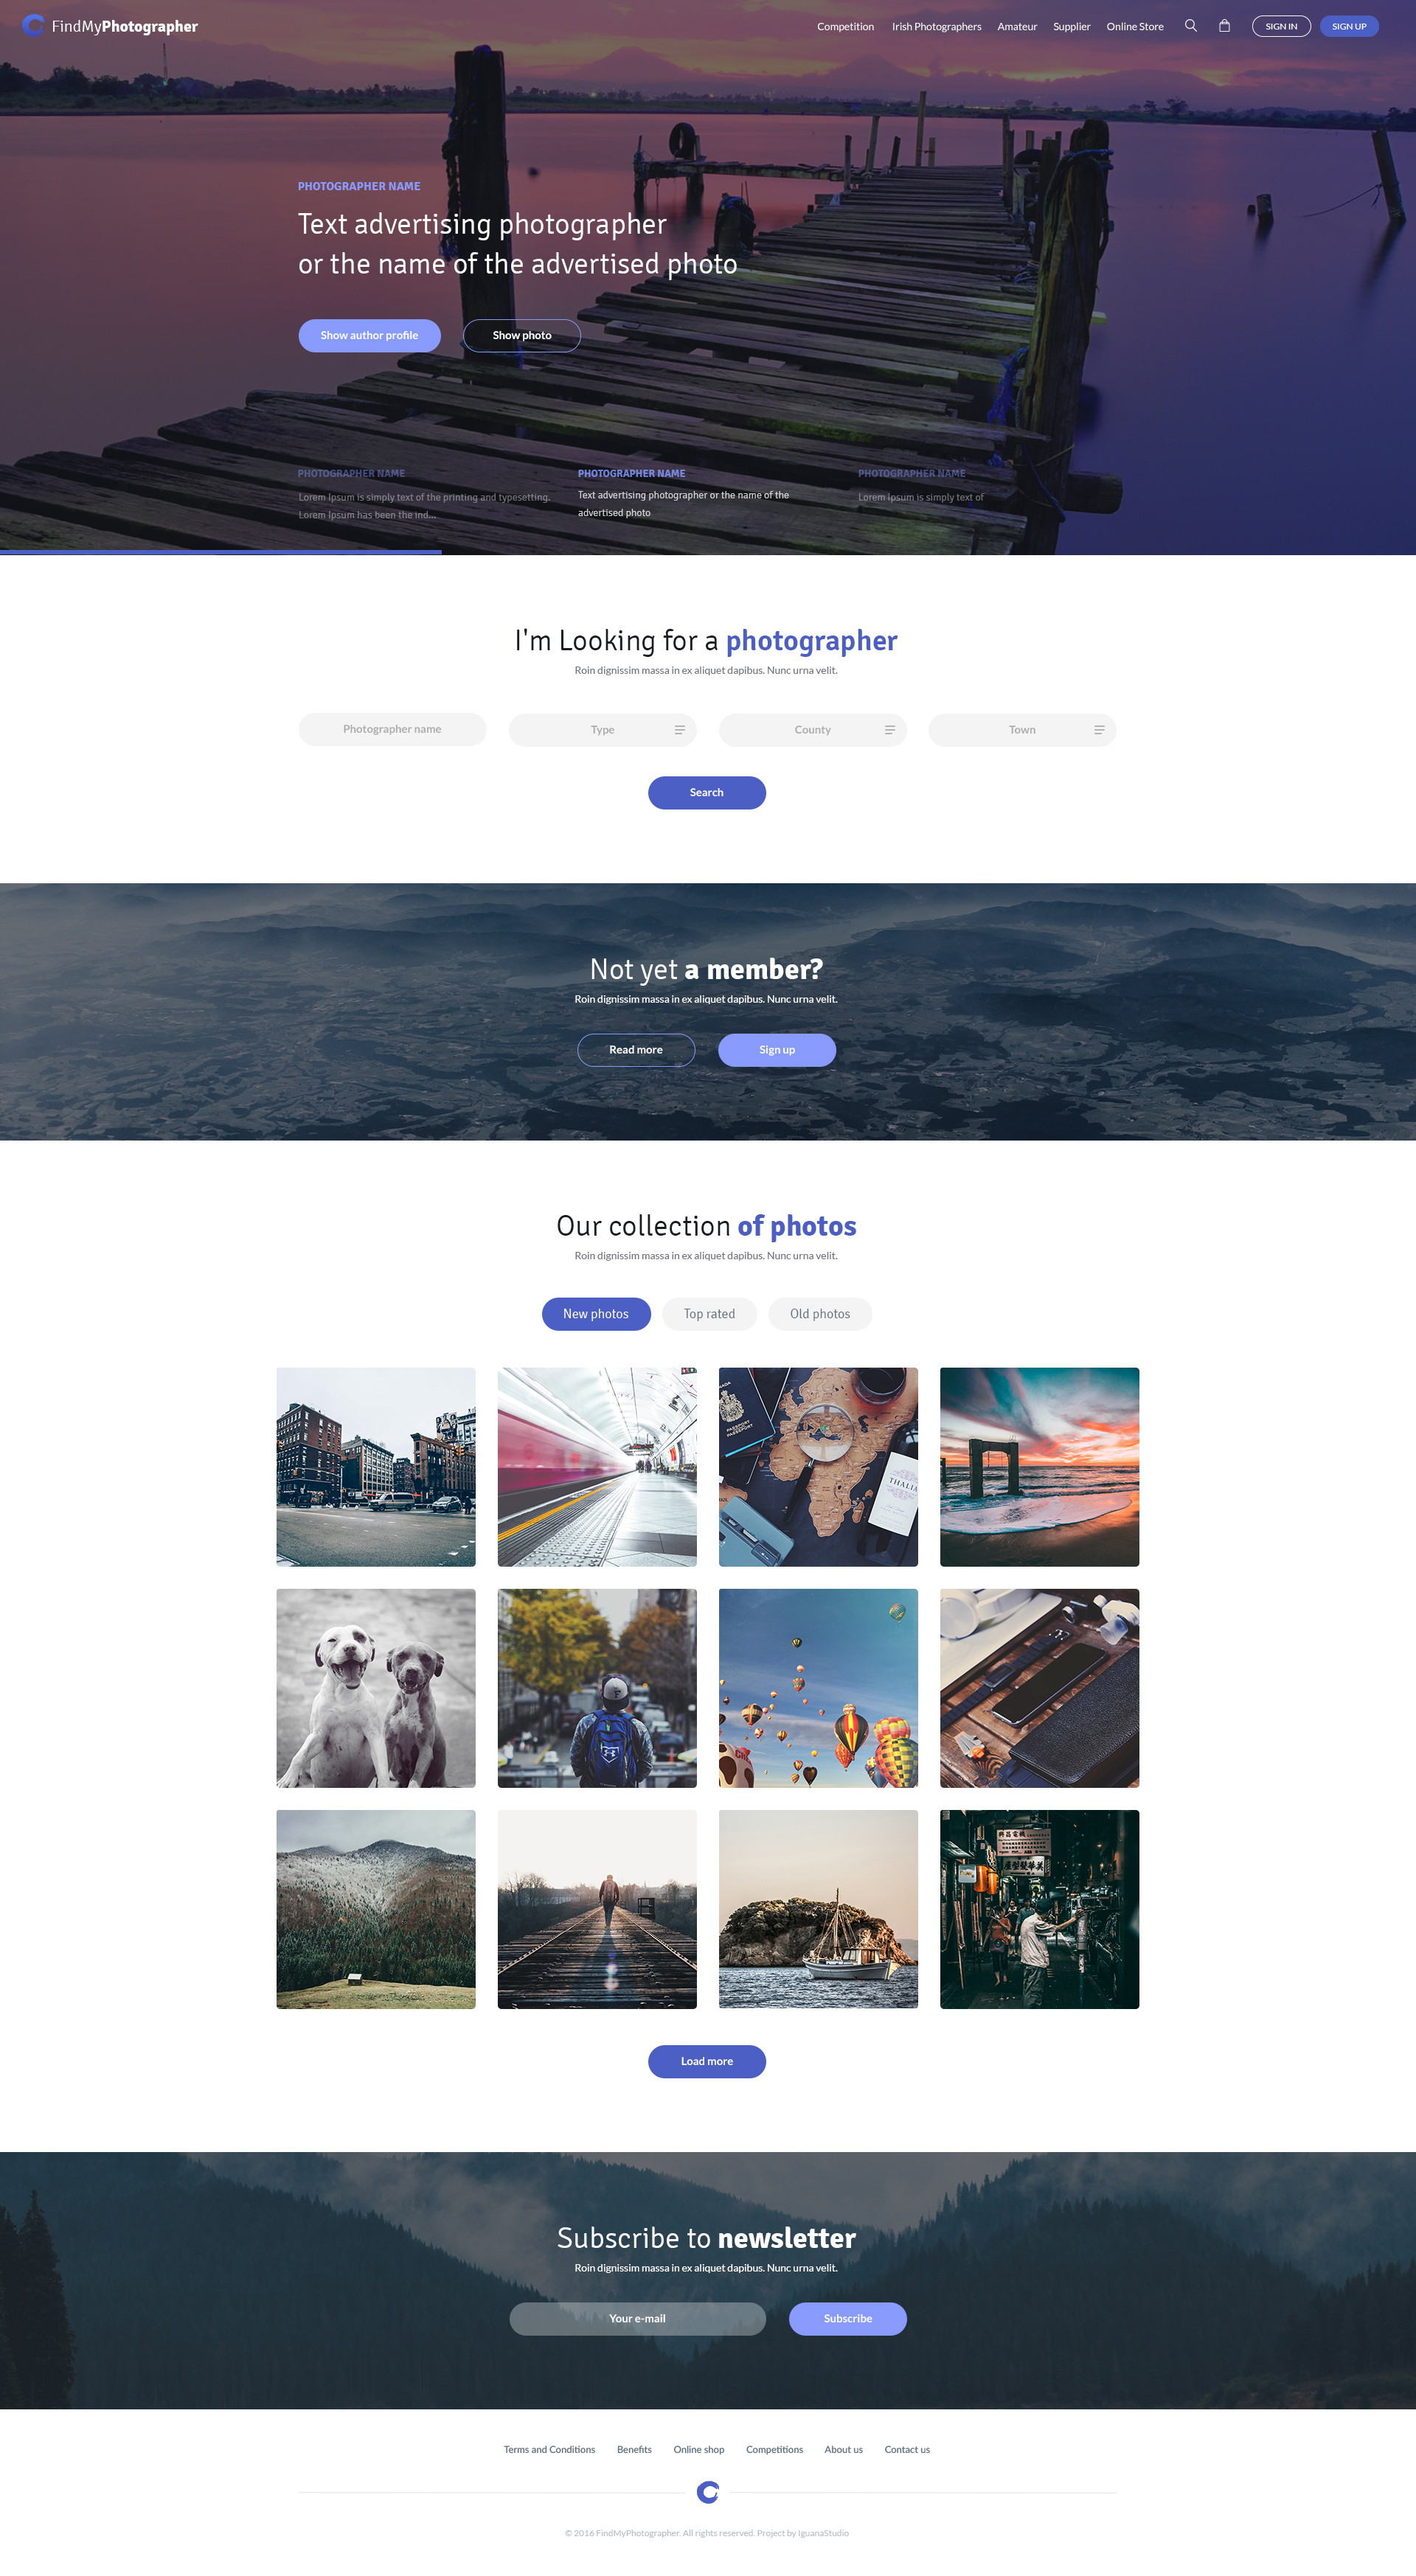 FindMyPhotographer
Competition
Irish Photographers
Amateur
Supplier
Online Store
SIGN IN
SIGN UP
PHOTOGRAPHER NAME
Text advertising photographer
or the name of the advertised photo
Show author profile
Show photo
PHOTOGRAPHER NAME
Lorem Ipsum is simply text of the printing and typesetting.
Lorem Ipsum has been the ind...
PHOTOGRAPHER NAME
Text advertising photographer or the name of the
advertised photo
PHOTOGRAPHER NAME
Lorem Ipsum is simply text of
I'm Looking for a photographer
Roin dignissim massa in ex aliquet dapibus. Nunc urna velit.
Photographer name
Type
County
Town
Search
Not yet a member?
Roin dignissim massa in ex aliquet dapibus. Nunc urna velit.
Read more
Sign up
Our collection of photos
Roin dignissim massa in ex aliquet dapibus. Nunc urna velit.
New photos
Top rated
Old photos
PASSPORT
PASSEPORT
THALIA
Load more
Subscribe to newsletter
Roin dignissim massa in ex aliquet dapibus. Nunc urna velit.
Your e-mail
Subscribe
Terms and Conditions
Benefits
Online shop
Competitions
About us
Contact us
© 2016 FindMyPhotographer. All rights reserved. Project by IguanaStudio